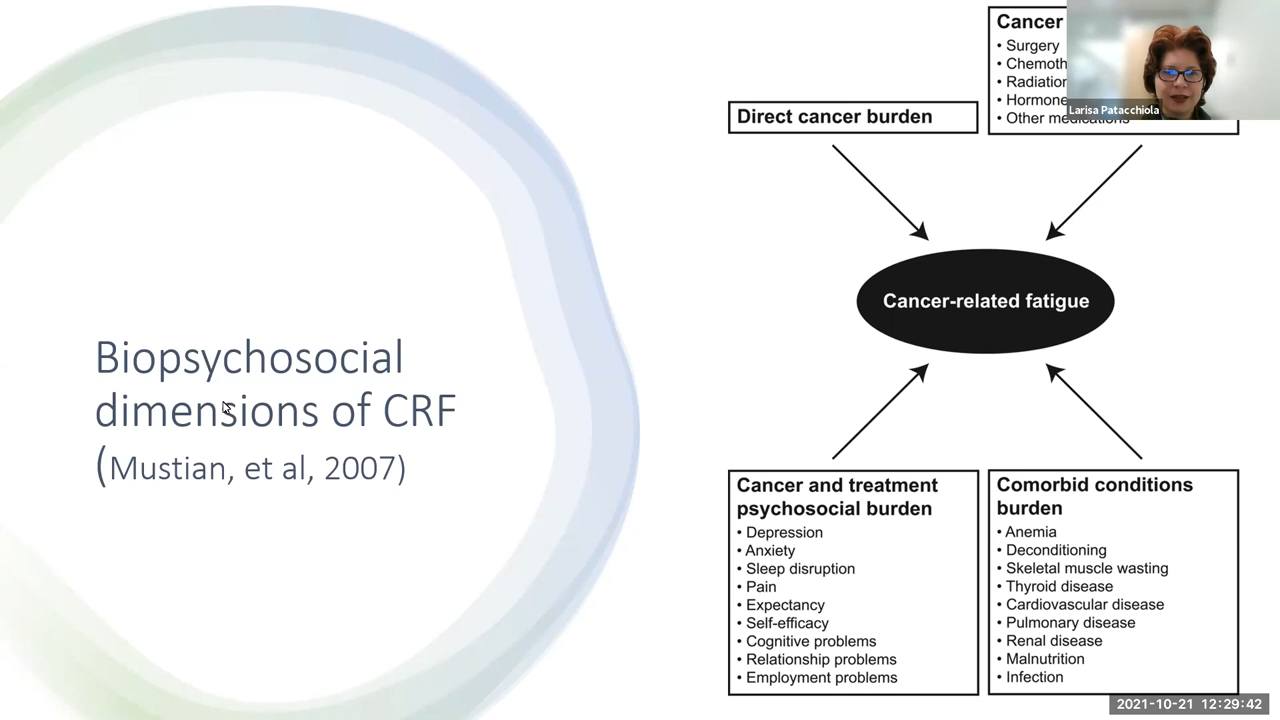 Biopsychosocial
dimensions of CRF
(Mustian, et al, 2007)
Direct cancer burden
Cancer
• Surgery
• Chemoth
• Radiation
• Hormone
• Other medications
Larisa Patacchiola
Cancer-related fatigue
Cancer and treatment
psychosocial burden
• Depression
• Anxiety
• Sleep disruption
• Pain
• Expectancy
• Self-efficacy
• Cognitive problems
• Relationship problems
• Employment problems
Comorbid conditions
burden
• Anemia
• Deconditioning
• Skeletal muscle wasting
• Thyroid disease
• Cardiovascular disease
• Pulmonary disease
• Renal disease
• Malnutrition
• Infection
2021-10-21 12:29:42